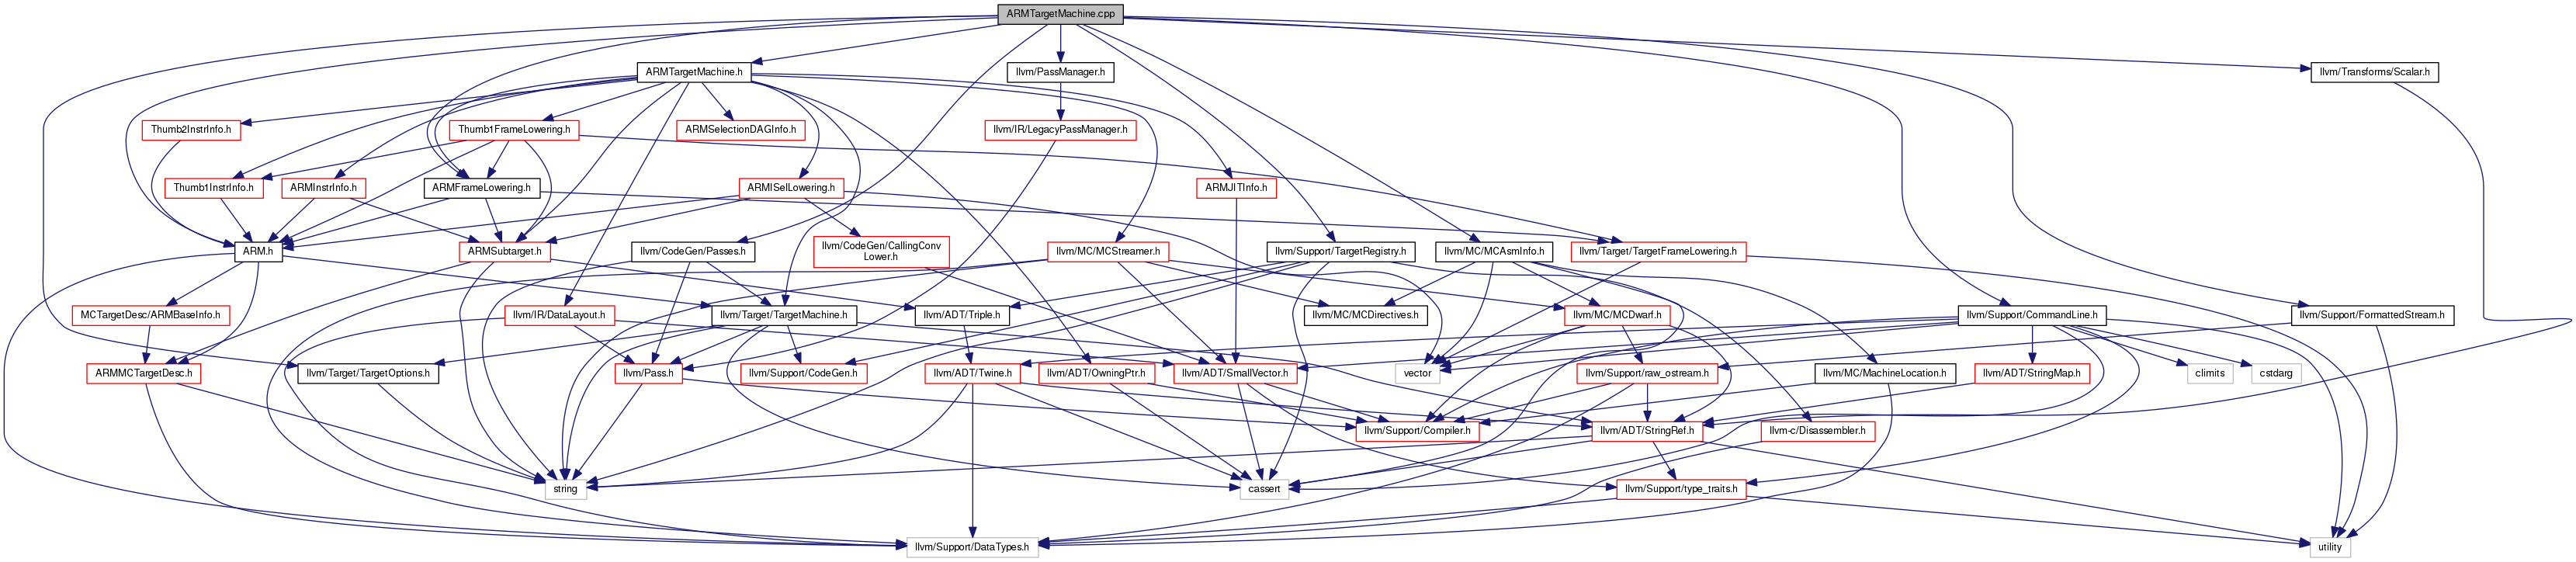 ARMTargetMachine.cpp
ARMTargetMachine.h
llvm/PassManager.h
llvm/Transforms/Scalar.h
Thumb2InstrInfo.h
Thumb1FrameLowering.h
ARMSelectionDAGInfo.h
llvm/IR/LegacyPassManager.h
Thumb1InstrInfo.h
ARMInstrInfo.h
ARMFrameLowering.h
ARMISelLowering.h
ARMJITInfo.h
ARM.h
ARMSubtarget.h
llvm/CodeGen/Passes.h
llvm/CodeGen/CallingConv
Lower.h
llvm/MC/MCStreamer.h
llvm/Support/TargetRegistry.h
llvm/MC/MCAsmInfo.h
llvm/Target/TargetFrameLowering.h
MCTargetDesc/ARMBaseInfo.h
llvm/IR/DataLayout.h
llvm/Target/TargetMachine.h
llvm/ADT/Triple.h
llvm/MC/MCDirectives.h
llvm/MC/MCDwarf.h
llvm/Support/CommandLine.h
llvm/Support/FormattedStream.h
ARMMCTargetDesc.h
llvm/Target/TargetOptions.h
llvm/Pass.h
llvm/Support/CodeGen.h
llvm/ADT/Twine.h
llvm/ADT/OwningPtr.h
llvm/ADT/SmallVector.h
vector
llvm/Support/raw_ostream.h
llvm/MC/MachineLocation.h
llvm/ADT/StringMap.h
climits
cstdarg
llvm/Support/Compiler.h
llvm/ADT/StringRef.h
llvm-c/Disassembler.h
string
cassert
llvm/Support/type_traits.h
llvm/Support/DataTypes.h
utility